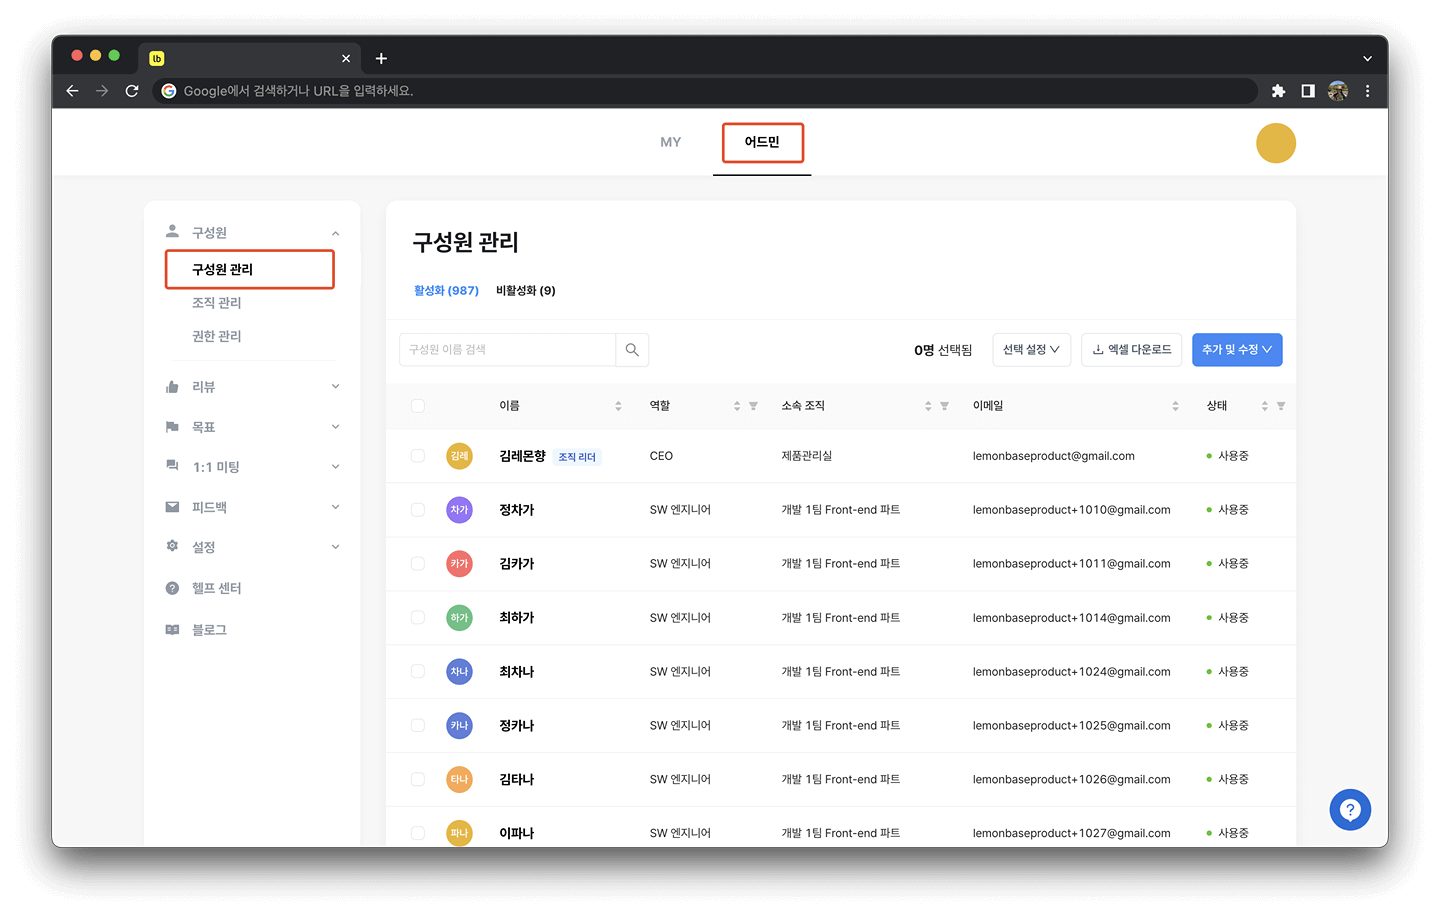 lb
Google에서 검색하거나 URL을 입력하세요.
MY 어드민
구성원
구성원 관리
조직 관리
권한 관리
리뷰
목표
1:1 미팅
피드백
설정
헬프 센터
블로그
구성원 관리
활성화 (987) 비활성화 (9)
구성원 이름 검색 0명 선택됨 선택 설정 엑셀 다운로드 추가 및 수정
이름 역할 소속 조직 이메일 상태
김레 김레몬향 조직 리더 CEO 제품관리실 lemonbaseproduct@gmail.com 사용중
차가 정차가 SW 엔지니어 개발 1팀 Front-end 파트 lemonbaseproduct+1010@gmail.com 사용중
카가 김카가 SW 엔지니어 개발 1팀 Front-end 파트 lemonbaseproduct+1011@gmail.com 사용중
하가 최하가 SW 엔지니어 개발 1팀 Front-end 파트 lemonbaseproduct+1014@gmail.com 사용중
차나 최차나 SW 엔지니어 개발 1팀 Front-end 파트 lemonbaseproduct+1024@gmail.com 사용중
카나 정카나 SW 엔지니어 개발 1팀 Front-end 파트 lemonbaseproduct+1025@gmail.com 사용중
타나 김타나 SW 엔지니어 개발 1팀 Front-end 파트 lemonbaseproduct+1026@gmail.com 사용중
파나 이파나 SW 엔지니어 개발 1팀 Front-end 파트 lemonbaseproduct+1027@gmail.com 사용중